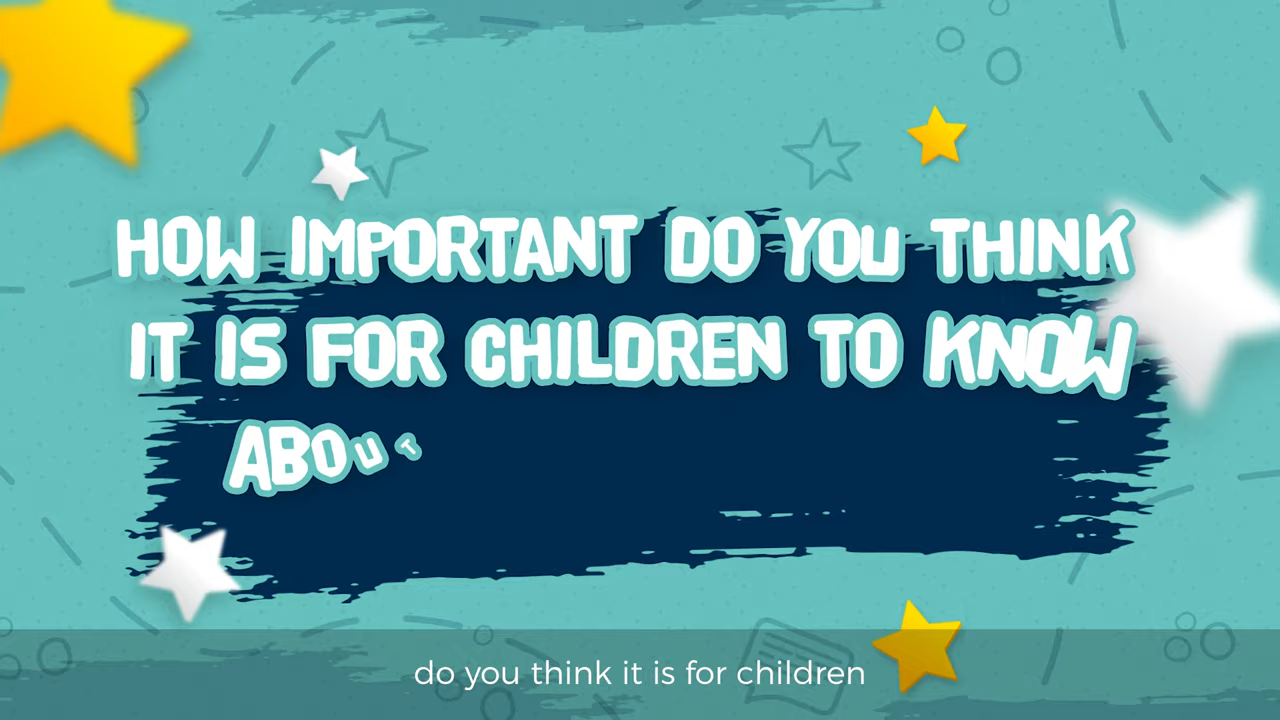 HOW IMPORTANT DO YOU THINK
IT IS FOR CHILDREN TO KNOW
ABOUT
do you think it is for children